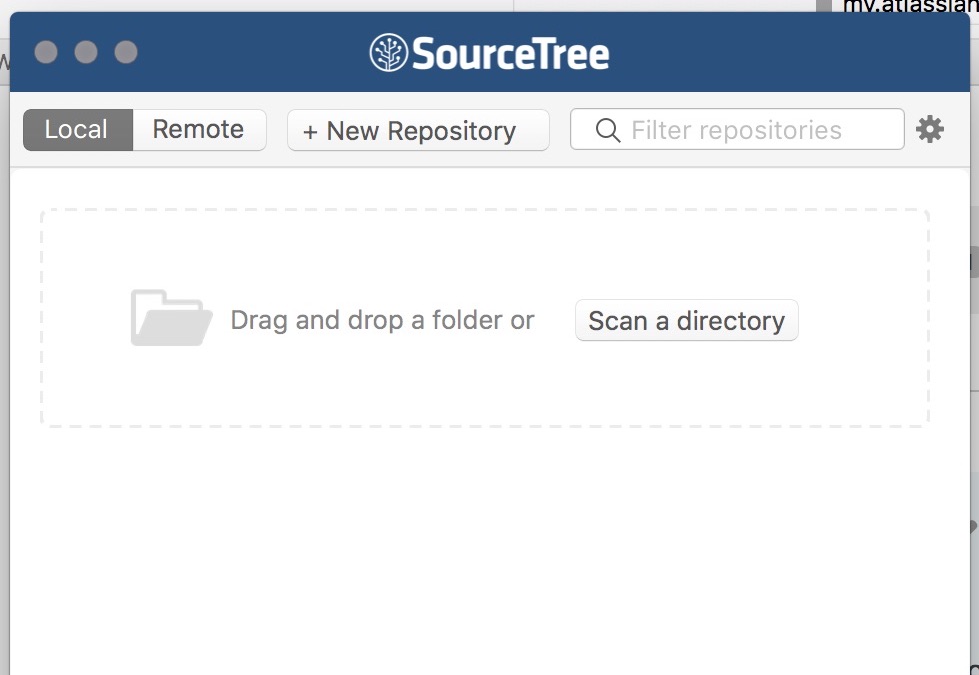 my.atlassian
SourceTree
Local Remote + New Repository Filter repositories
Drag and drop a folder or Scan a directory